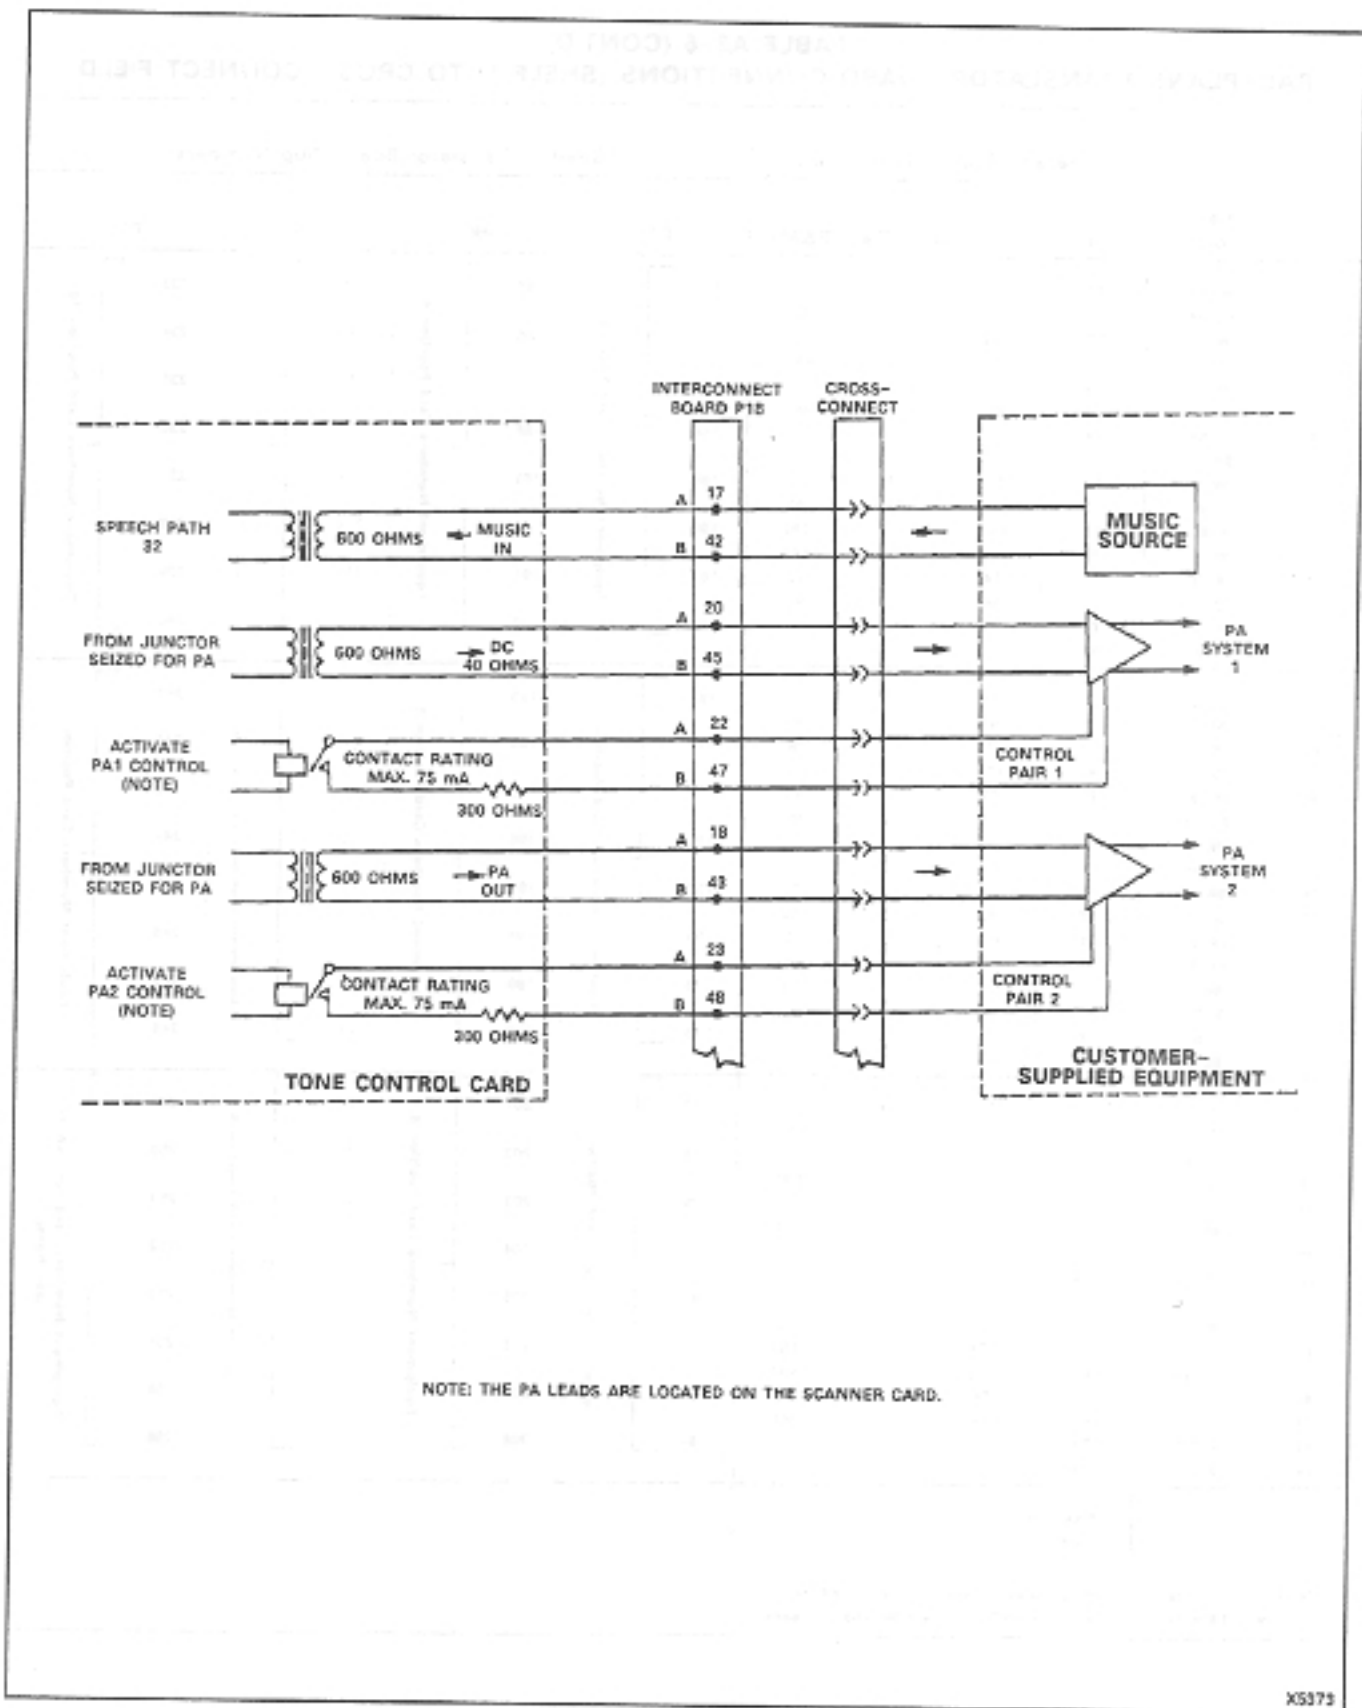 INTERCONNECT
BOARD P18
CROSS-
CONNECT
SPEECH PATH
32
600 OHMS
MUSIC
IN
A
17
B
42
MUSIC
SOURCE
FROM JUNCTOR
SEIZED FOR PA
600 OHMS
DC
40 OHMS
A
20
B
45
PA
SYSTEM
1
ACTIVATE
PA1 CONTROL
(NOTE)
CONTACT RATING
MAX. 75 mA
300 OHMS
A
22
B
47
CONTROL
PAIR 1
FROM JUNCTOR
SEIZED FOR PA
600 OHMS
PA
OUT
A
18
B
43
PA
SYSTEM
2
ACTIVATE
PA2 CONTROL
(NOTE)
CONTACT RATING
MAX. 75 mA
300 OHMS
A
23
B
48
CONTROL
PAIR 2
TONE CONTROL CARD
CUSTOMER-
SUPPLIED EQUIPMENT
NOTE: THE PA LEADS ARE LOCATED ON THE SCANNER CARD.
X5373